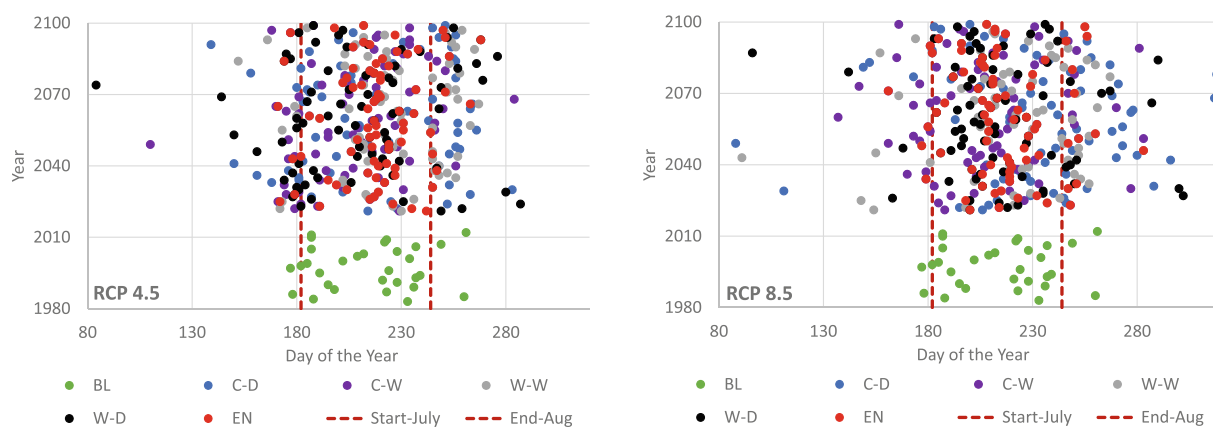 2100
2070
2040
2010
1980
Year
RCP 4.5
80 130 180 230 280
Day of the Year
BL C-D C-W W-W
W-D EN Start-July End-Aug
2100
2070
2040
2010
1980
Year
RCP 8.5
80 130 180 230 280
Day of the Year
BL C-D C-W W-W
W-D EN Start-July End-Aug